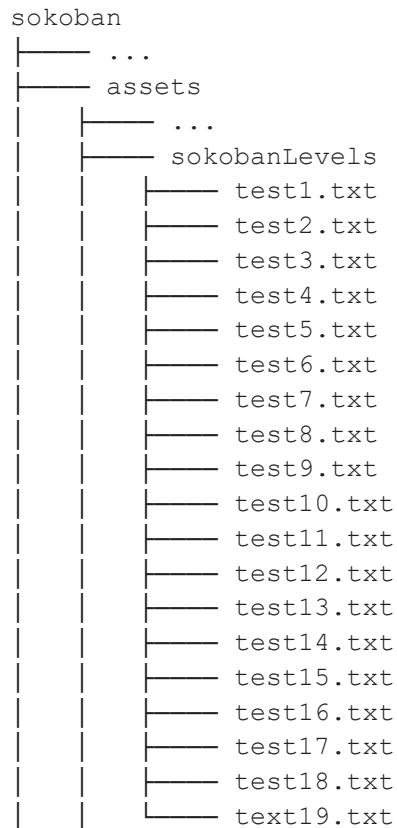 sokoban
├──── ...
├──── assets
│   ├──── ...
│   ├──── sokobanLevels
│   │   ├──── test1.txt
│   │   ├──── test2.txt
│   │   ├──── test3.txt
│   │   ├──── test4.txt
│   │   ├──── test5.txt
│   │   ├──── test6.txt
│   │   ├──── test7.txt
│   │   ├──── test8.txt
│   │   ├──── test9.txt
│   │   ├──── test10.txt
│   │   ├──── test11.txt
│   │   ├──── test12.txt
│   │   ├──── test13.txt
│   │   ├──── test14.txt
│   │   ├──── test15.txt
│   │   ├──── test16.txt
│   │   ├──── test17.txt
│   │   ├──── test18.txt
│   │   └──── text19.txt